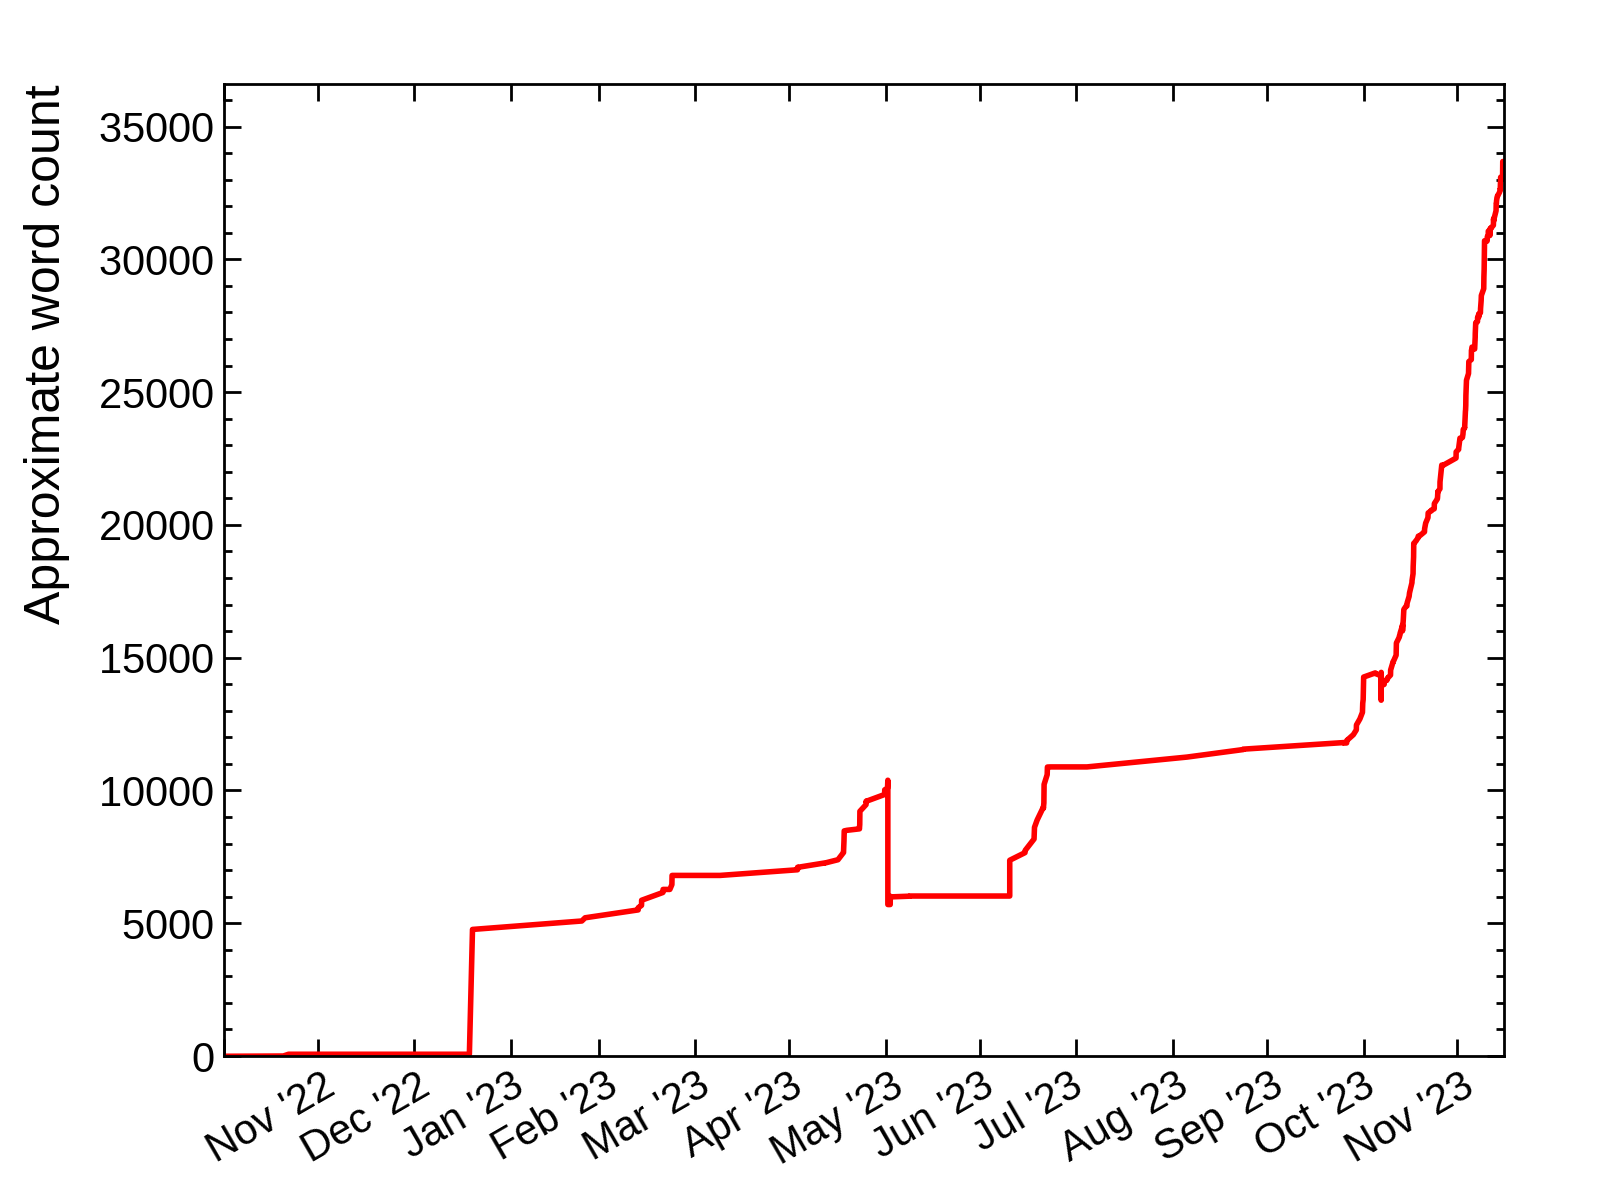 Approximate word count
35000
30000
25000
20000
15000
10000
5000
0
Nov '22
Dec '22
Jan '23
Feb '23
Mar '23
Apr '23
May '23
Jun '23
Jul '23
Aug '23
Sep '23
Oct '23
Nov '23